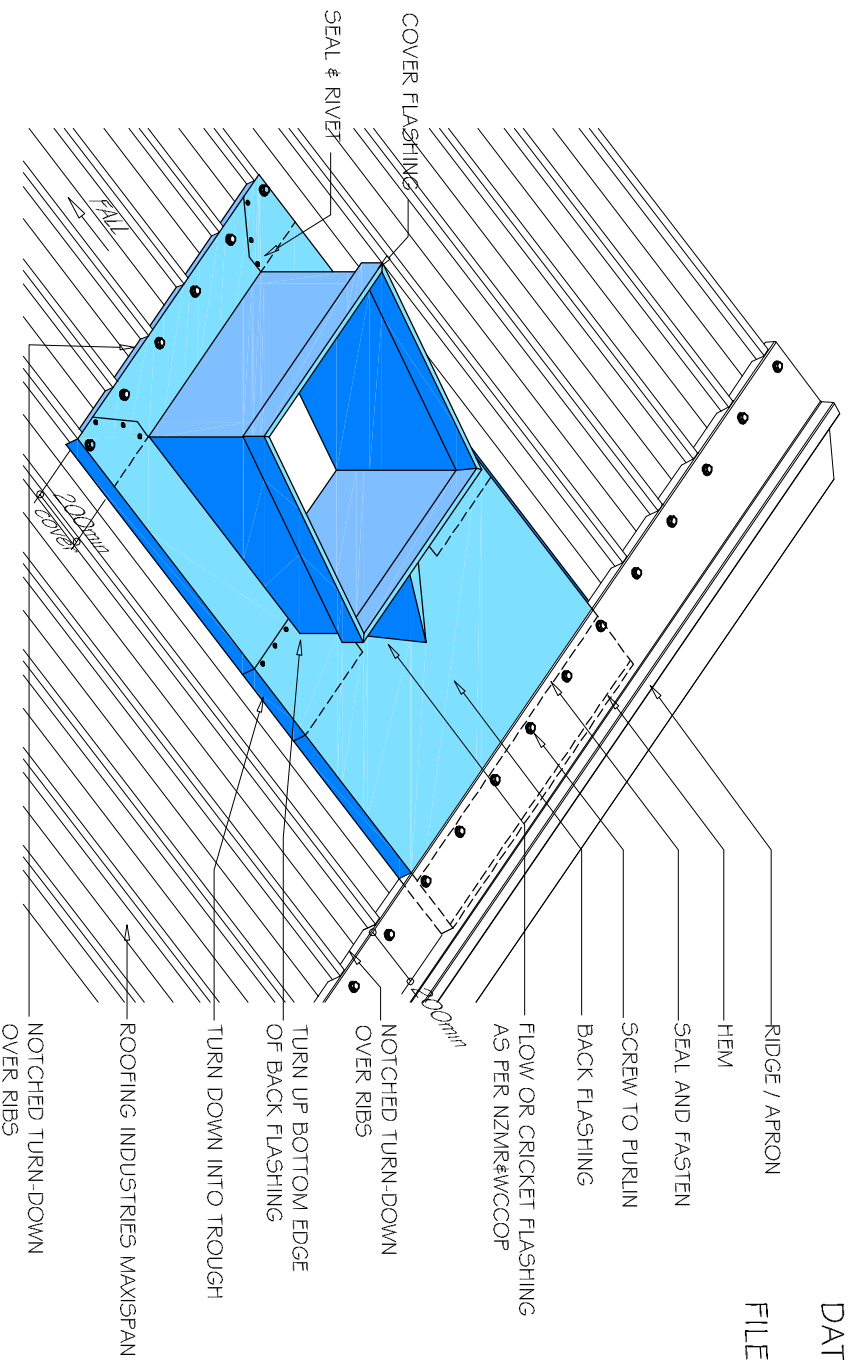 DAT
FILE
RIDGE / APRON
HEM
SEAL AND FASTEN
SCREW TO PURLIN
BACK FLASHING
FLOW OR CRICKET FLASHING
AS PER NZMR&WCCOP
NOTCHED TURN-DOWN
OVER RIBS
TURN UP BOTTOM EDGE
OF BACK FLASHING
TURN DOWN INTO TROUGH
ROOFING INDUSTRIES MAXISPAN
NOTCHED TURN-DOWN
OVER RIBS
COVER FLASHING
SEAL & RIVET
FALL
200min
cover
200min